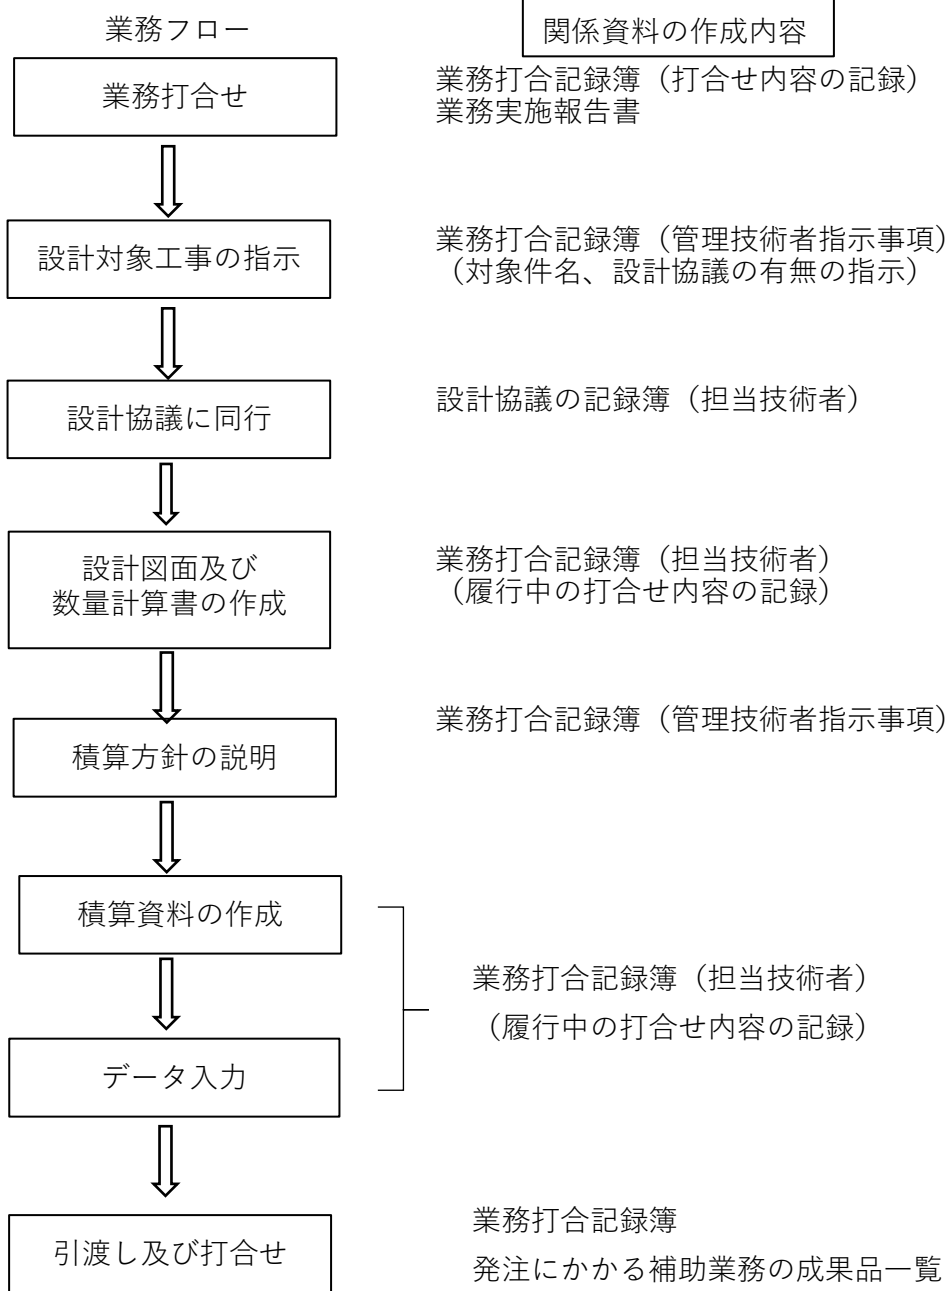 業務フロー
関係資料の作成内容
業務打合せ
業務打合記録簿（打合せ内容の記録）
業務実施報告書
設計対象工事の指示
業務打合記録簿（管理技術者指示事項）
（対象件名、設計協議の有無の指示）
設計協議に同行
設計協議の記録簿（担当技術者）
設計図面及び
数量計算書の作成
業務打合記録簿（担当技術者）
（履行中の打合せ内容の記録）
積算方針の説明
業務打合記録簿（管理技術者指示事項）
積算資料の作成
業務打合記録簿（担当技術者）
（履行中の打合せ内容の記録）
データ入力
引渡し及び打合せ
業務打合記録簿
発注にかかる補助業務の成果品一覧